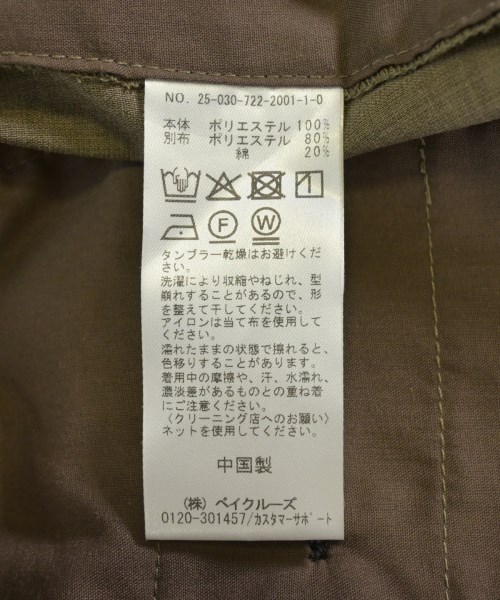 NO. 25-030-722-2001-1-0
本体 ポリエステル 100%
別布 ポリエステル 80%
綿 20%
F W
タンブラー乾燥はお避けくだ
さい。
洗濯により収縮やねじれ、型
崩れすることがあるので、形
を整えて干してください。
アイロンは当て布を使用して
ください。
濡れたままの状態で擦れると、
色移りすることがあります。
着用中の摩擦や、汗、水濡れ、
濃淡差があるものとの重ね着
にご注意ください。
〈クリーニング店へのお願い〉
ネットを使用してください。
中国製
(株) ベイクルーズ
0120-301457/カスタマーサポート